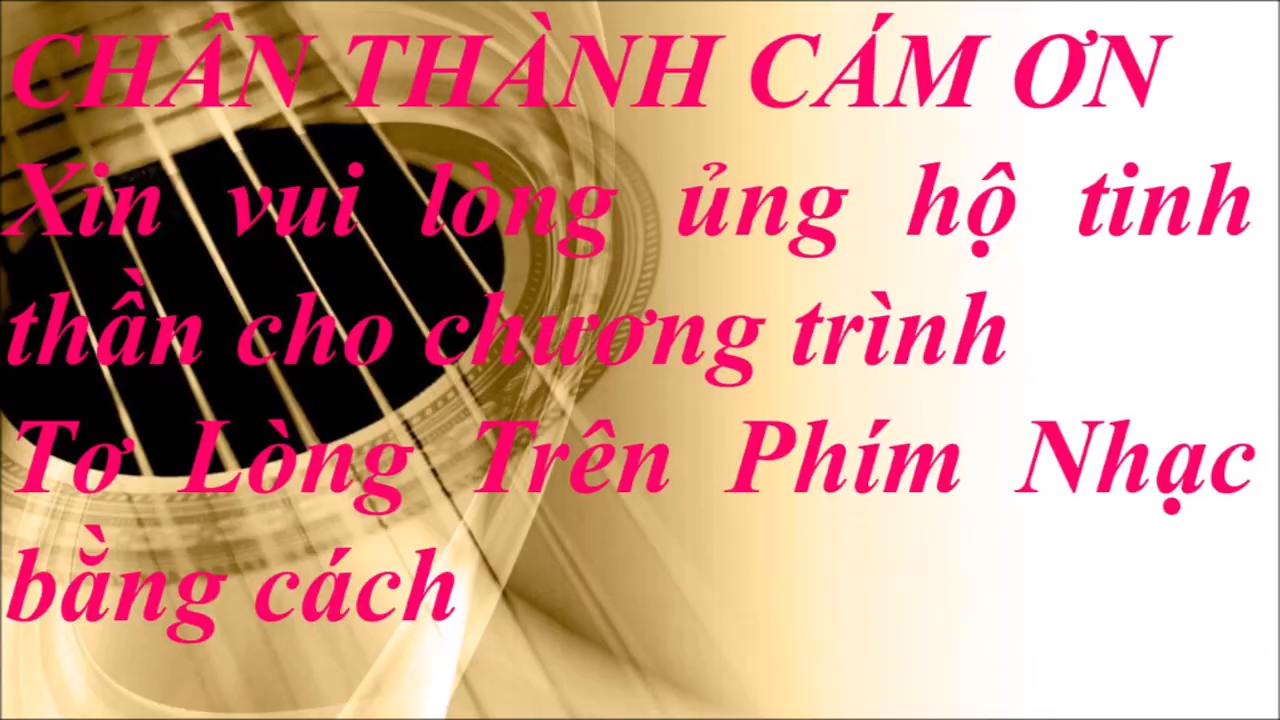 CHÂN THÀNH CÁM ƠN
Xin vui lòng ủng hộ tinh
thần cho chương trình
Tơ Lòng Trên Phím Nhạc
bằng cách